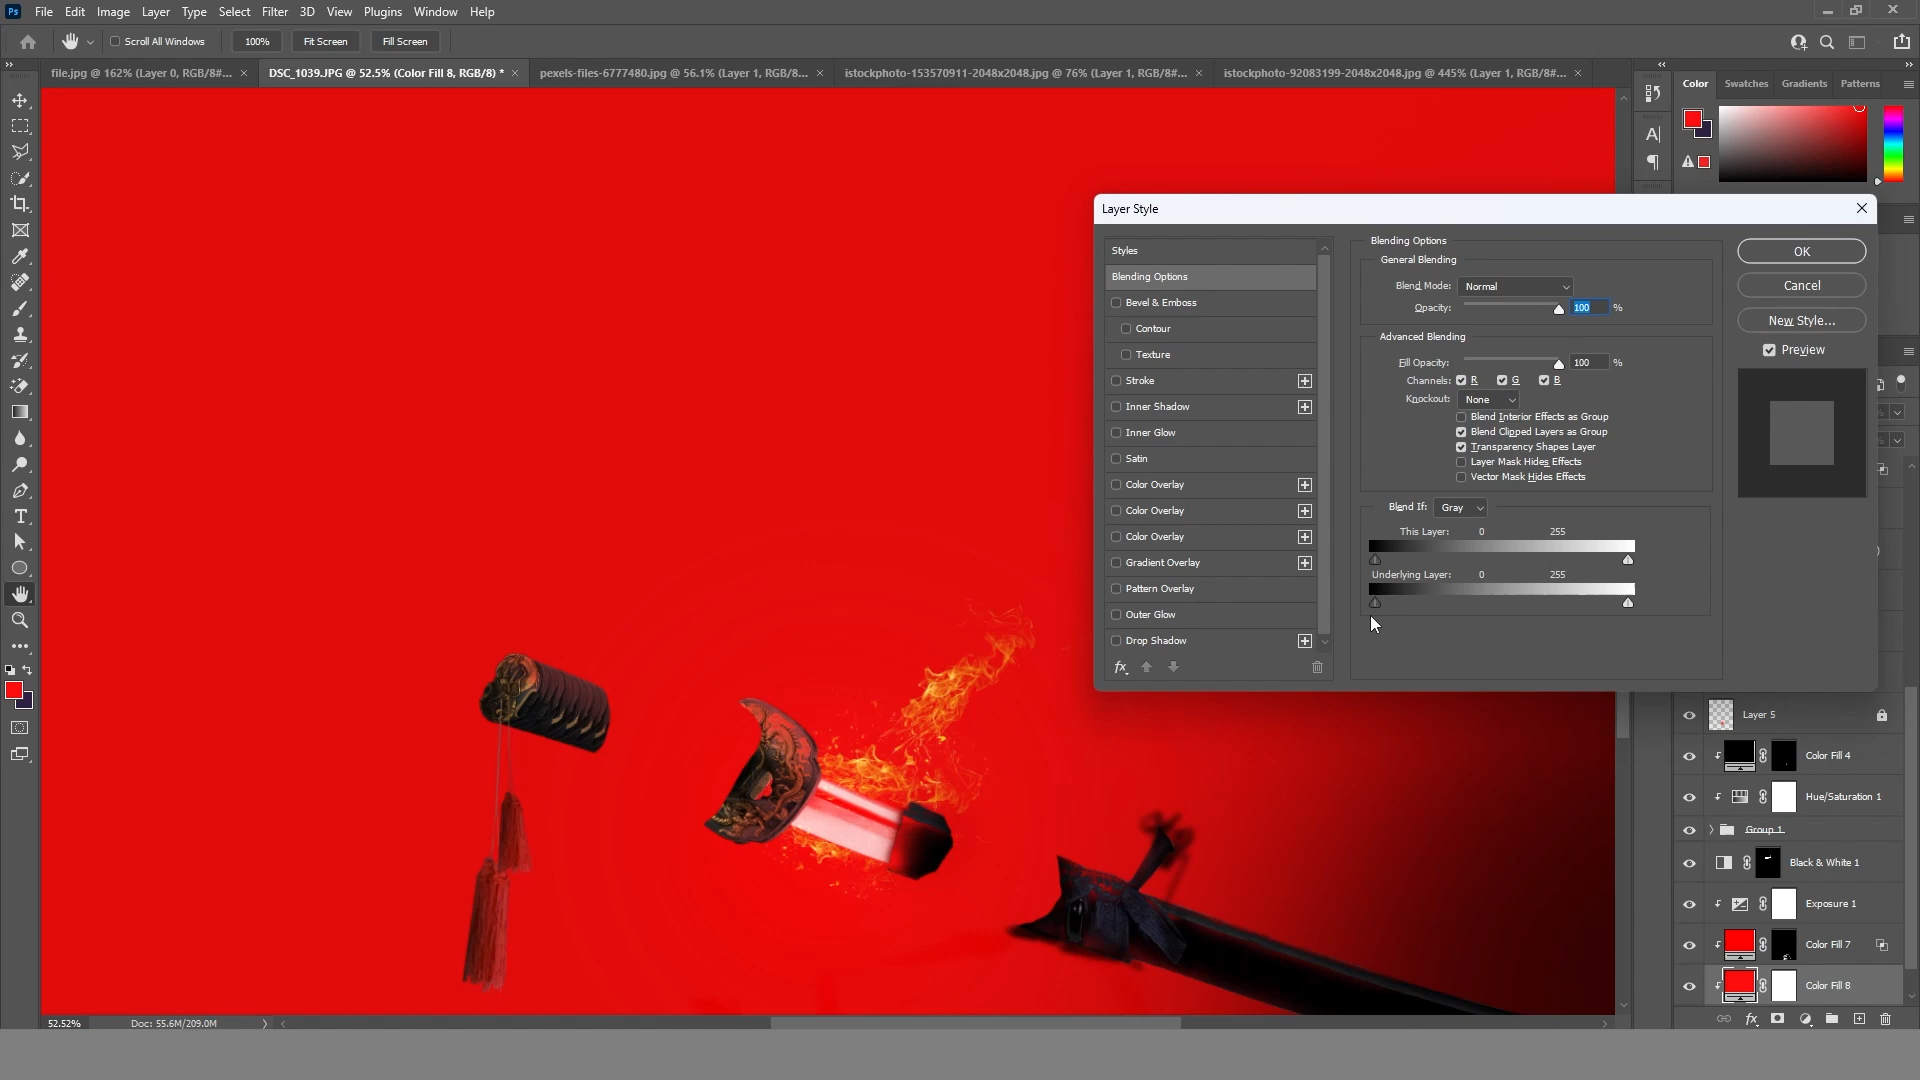 Ps File Edit Image Layer Type Select Filter 3D View Plugins Window Help
Scroll All Windows 100% Fit Screen Fill Screen
file.jpg @ 162% (Layer 0, RGB/8#... × DSC_1039.JPG @ 52.5% (Color Fill 8, RGB/8) * × pexels-files-6777480.jpg @ 56.1% (Layer 1, RGB/8... × istockphoto-153570911-2048x2048.jpg @ 76% (Layer 1, RGB/8#... × istockphoto-92083199-2048x2048.jpg @ 445% (Layer 1, RGB/8#... ×
Color Swatches Gradients Patterns
Layer Style
Styles
Blending Options
Bevel & Emboss
Contour
Texture
Stroke
Inner Shadow
Inner Glow
Satin
Color Overlay
Color Overlay
Color Overlay
Gradient Overlay
Pattern Overlay
Outer Glow
Drop Shadow
fx
Blending Options
General Blending
Blend Mode: Normal
Opacity: 100 %
Advanced Blending
Fill Opacity: 100 %
Channels: R G B
Knockout: None
Blend Interior Effects as Group
Blend Clipped Layers as Group
Transparency Shapes Layer
Layer Mask Hides Effects
Vector Mask Hides Effects
Blend If: Gray
This Layer: 0 255
Underlying Layer: 0 255
OK
Cancel
New Style...
Preview
Layer 5
Color Fill 4
Hue/Saturation 1
Group 1
Black & White 1
Exposure 1
Color Fill 7
Color Fill 8
fx
52.52% Doc: 55.6M/209.0M